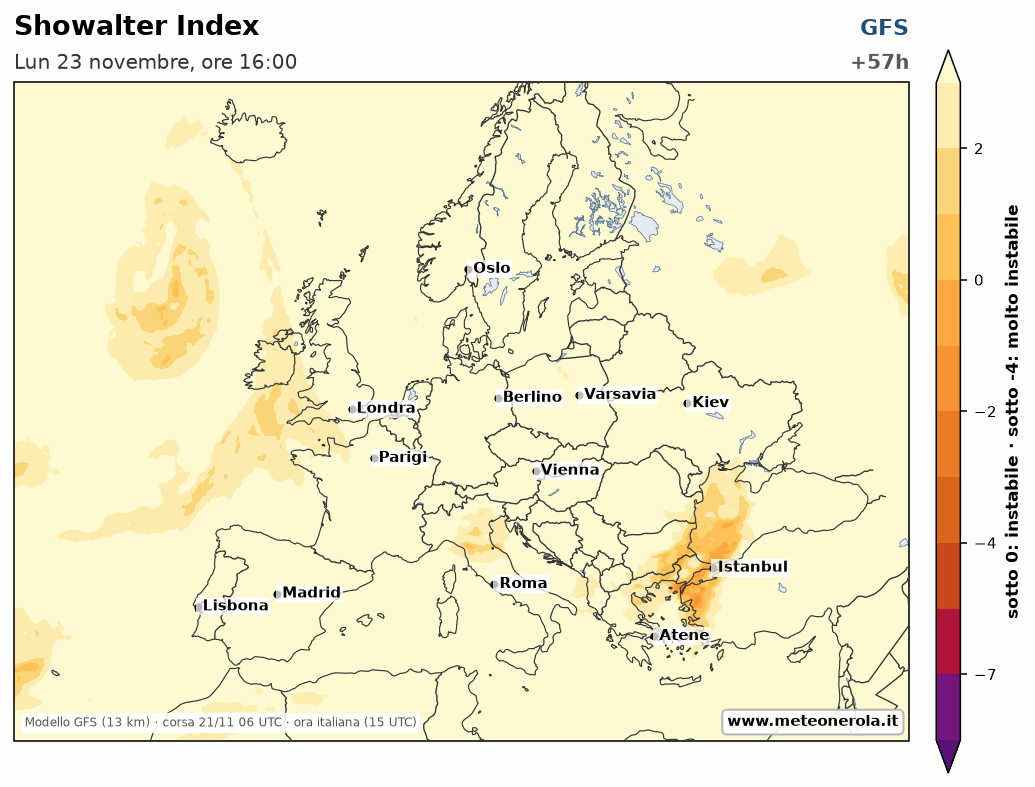 Showalter Index
GFS
Lun 23 novembre, ore 16:00
+57h
Oslo
Londra
Berlino
Varsavia
Kiev
Parigi
Vienna
Istanbul
Roma
Madrid
Lisbona
Atene
Modello GFS (13 km) · corsa 21/11 06 UTC · ora italiana (15 UTC)
www.meteonerola.it
2
0
−2
−4
−7
sotto 0: instabile · sotto -4: molto instabile